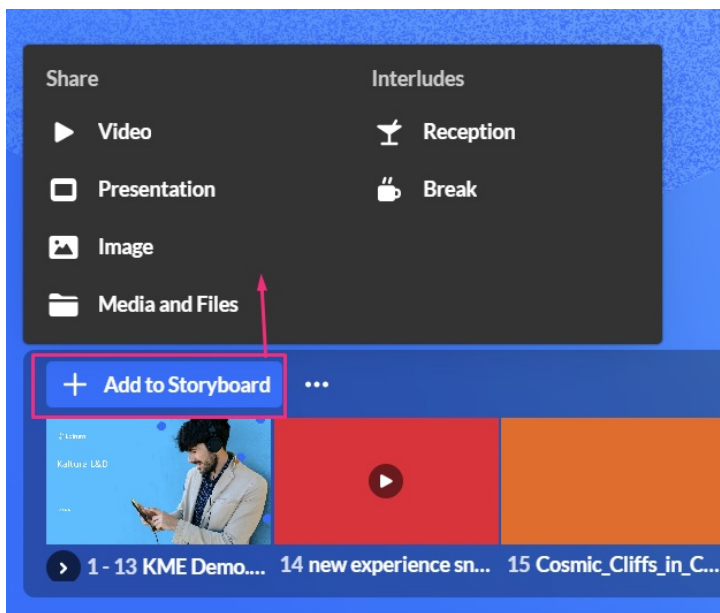 Share
Interludes
Video
Reception
Presentation
Break
Image
Media and Files
Add to Storyboard
Kaltura L&D
1 - 13 KME Demo....
14 new experience sn...
15 Cosmic_Cliffs_in_C...